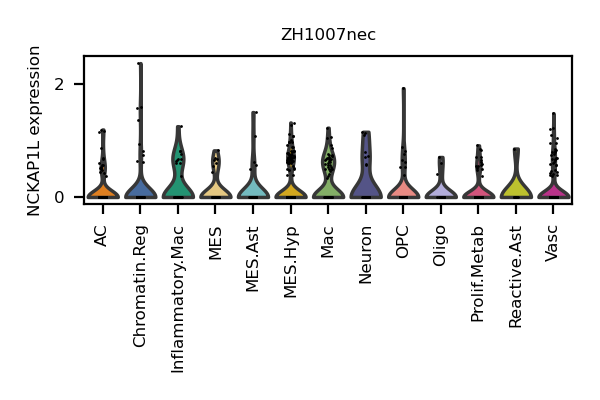 ZH1007nec
NCKAP1L expression
2
0
AC
Chromatin.Reg
Inflammatory.Mac
MES
MES.Ast
MES.Hyp
Mac
Neuron
OPC
Oligo
Prolif.Metab
Reactive.Ast
Vasc